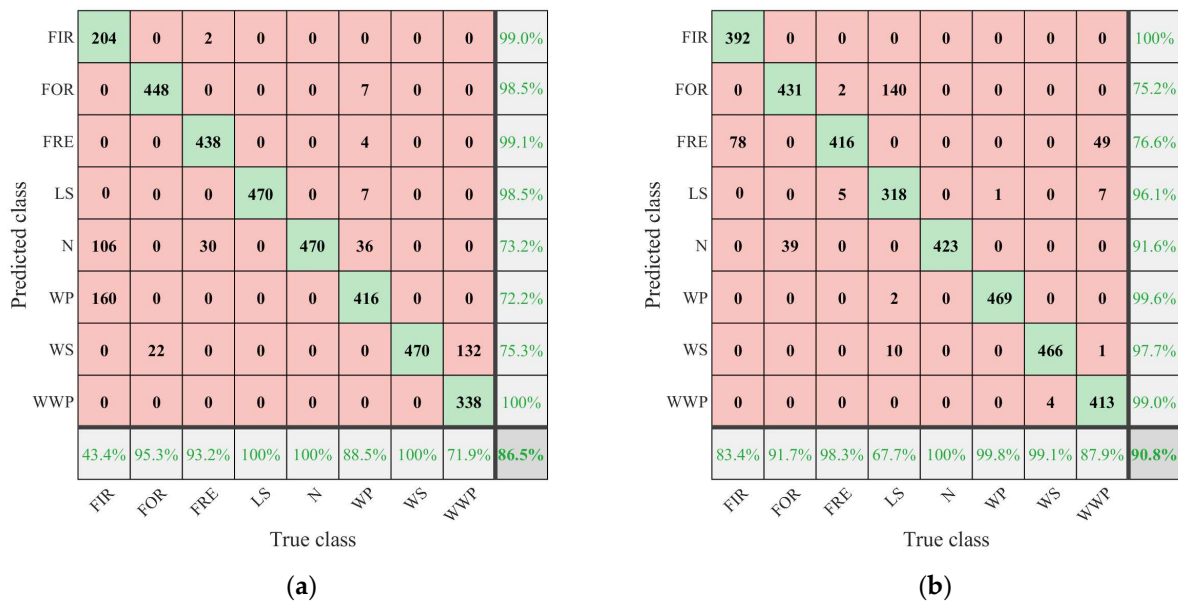 FIR 204 0 2 0 0 0 0 0 99.0%
FOR 0 448 0 0 0 7 0 0 98.5%
FRE 0 0 438 0 0 4 0 0 99.1%
LS 0 0 0 470 0 7 0 0 98.5%
N 106 0 30 0 470 36 0 0 73.2%
WP 160 0 0 0 0 416 0 0 72.2%
WS 0 22 0 0 0 0 470 132 75.3%
WWP 0 0 0 0 0 0 0 338 100%
43.4% 95.3% 93.2% 100% 100% 88.5% 100% 71.9% 86.5%
FIR FOR FRE LS N WP WS WWP
Predicted class
True class
(a)
FIR 392 0 0 0 0 0 0 0 100%
FOR 0 431 2 140 0 0 0 0 75.2%
FRE 78 0 416 0 0 0 0 49 76.6%
LS 0 0 5 318 0 1 0 7 96.1%
N 0 39 0 0 423 0 0 0 91.6%
WP 0 0 0 2 0 469 0 0 99.6%
WS 0 0 0 10 0 0 466 1 97.7%
WWP 0 0 0 0 0 0 4 413 99.0%
83.4% 91.7% 98.3% 67.7% 100% 99.8% 99.1% 87.9% 90.8%
FIR FOR FRE LS N WP WS WWP
Predicted class
True class
(b)